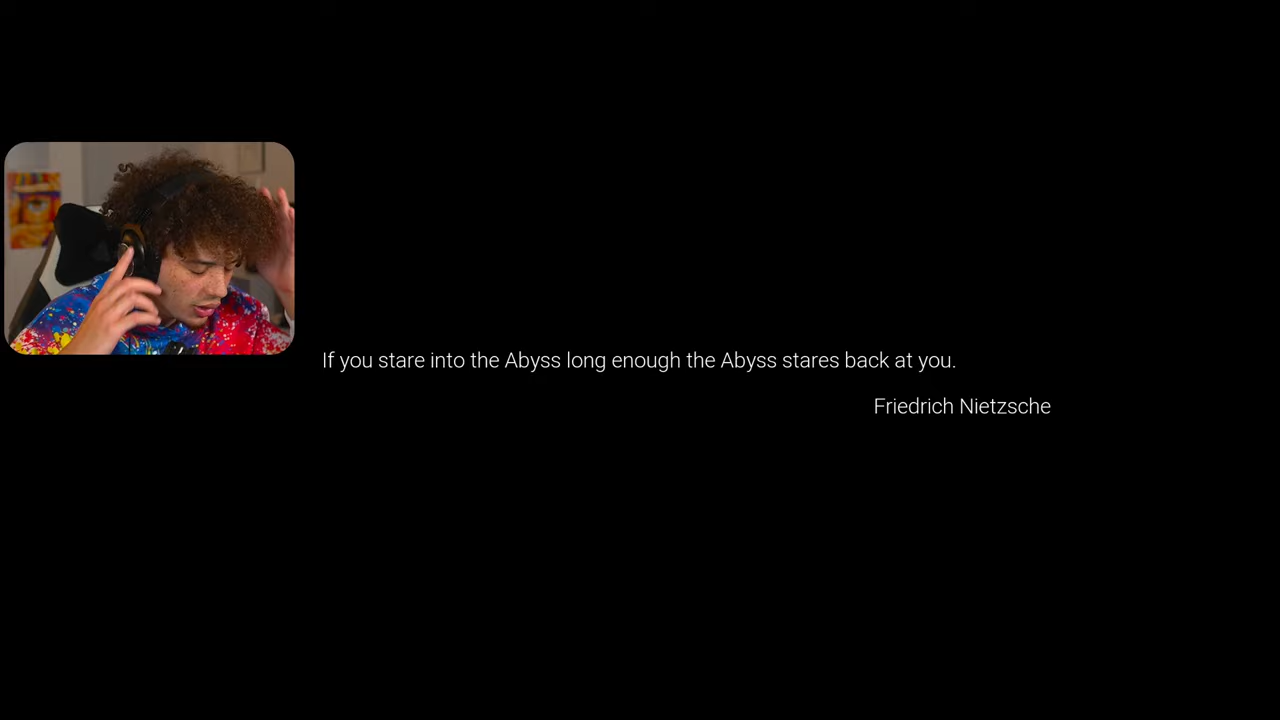 If you stare into the Abyss long enough the Abyss stares back at you.
Friedrich Nietzsche